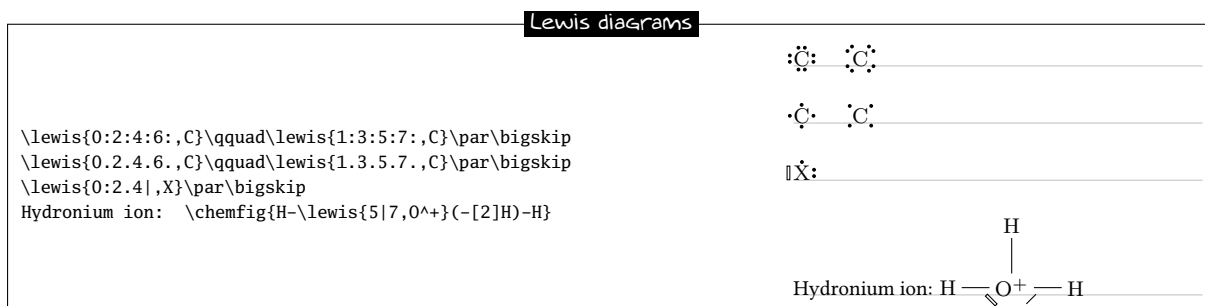 Lewis diagrams
\lewis{0:2:4:6:,C}\qquad\lewis{1:3:5:7:,C}\par\bigskip
\lewis{0.2.4.6.,C}\qquad\lewis{1.3.5.7.,C}\par\bigskip
\lewis{0:2.4|,X}\par\bigskip
Hydronium ion: \chemfig{H-\lewis{5|7,O^+}(-[2]H)-H}
C C
C C
X
H
Hydronium ion: H O+ H